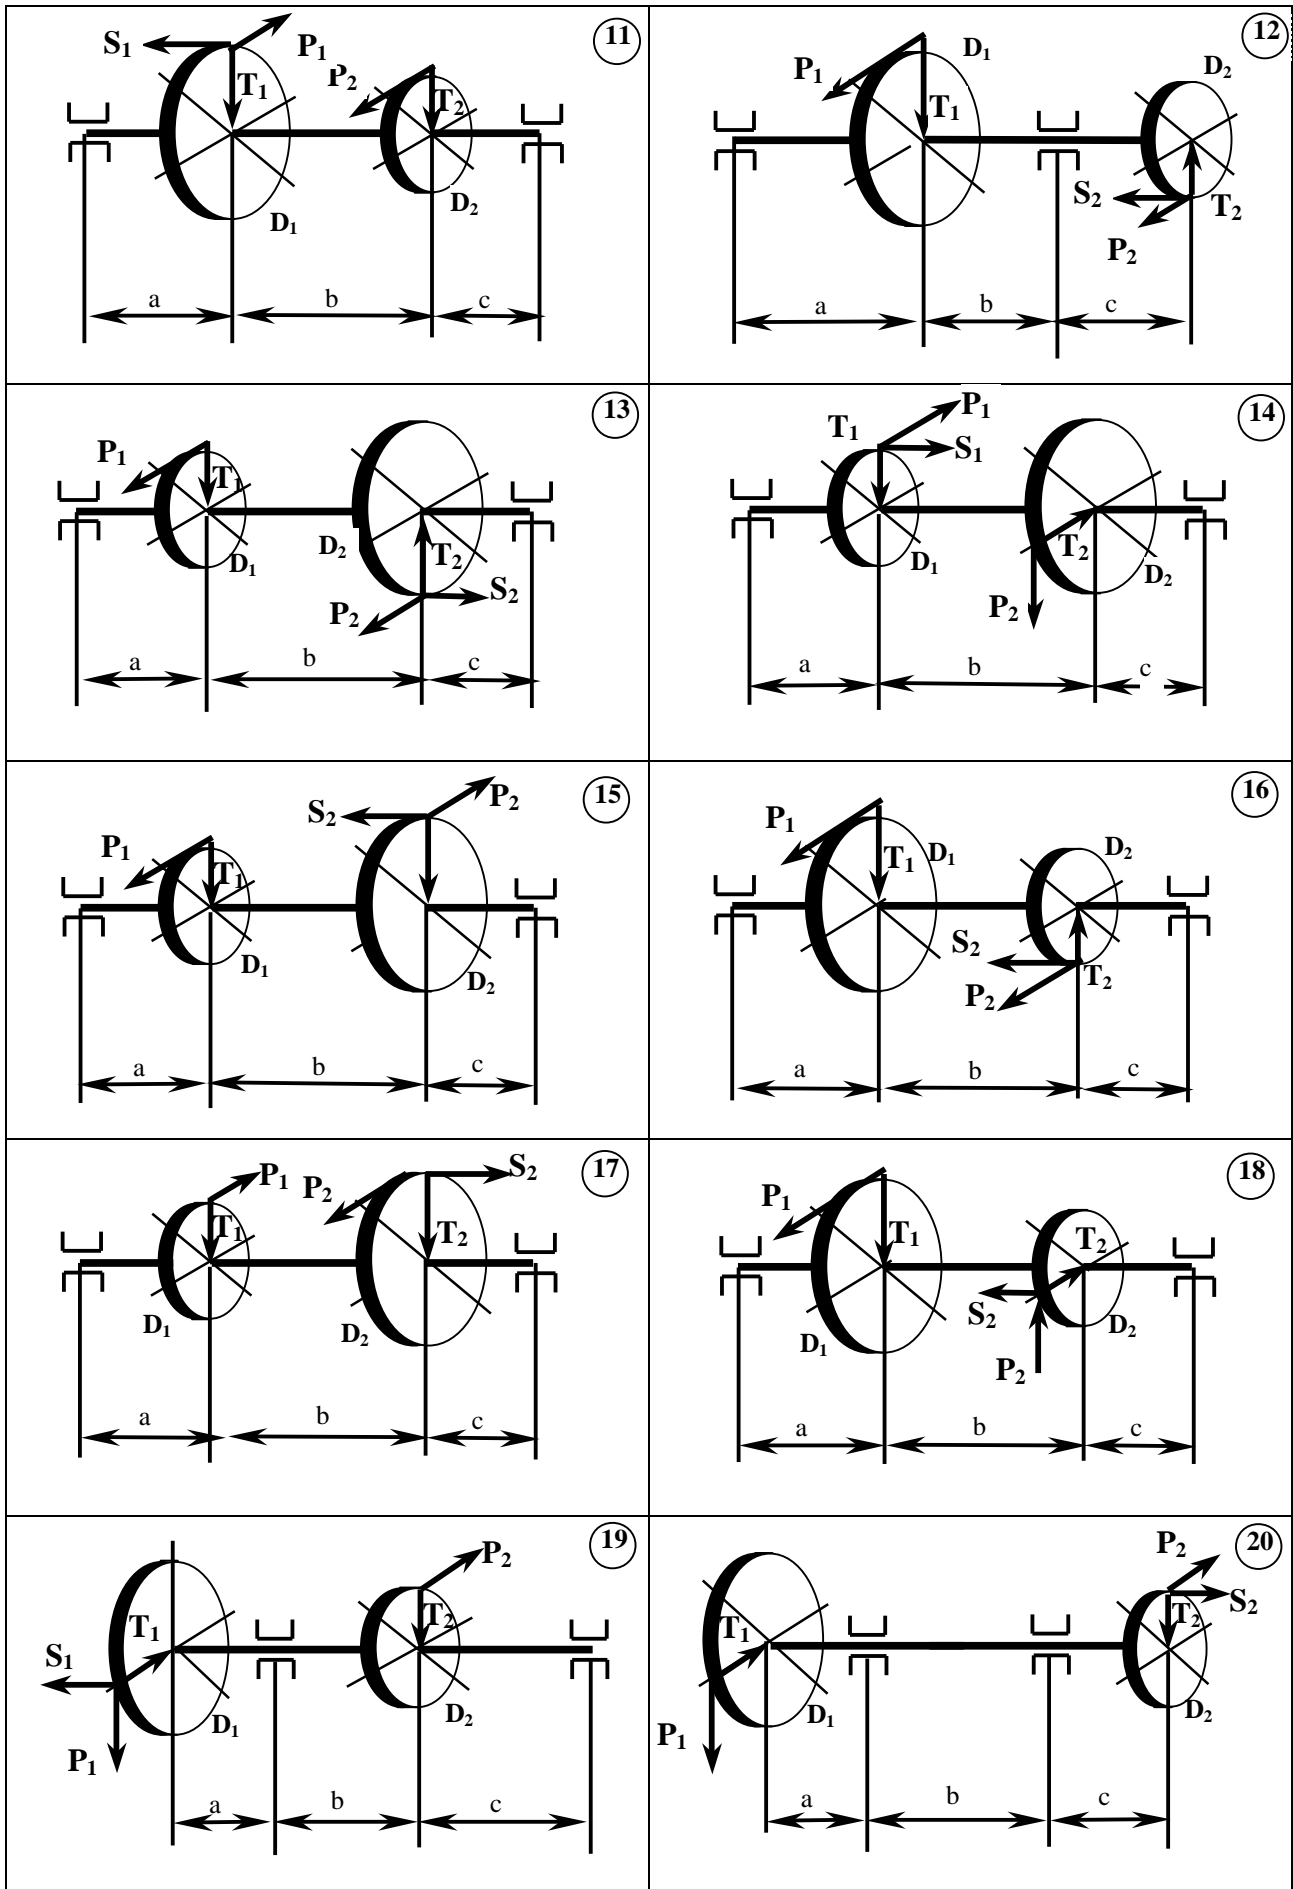 11
S₁
P₁
P₂
T₁
T₂
D₂
D₁
a
b
c
12
D₁
D₂
P₁
T₁
S₂
T₂
P₂
a
b
c
13
P₁
T₁
D₂
D₁
T₂
S₂
P₂
a
b
c
14
P₁
T₁
S₁
T₂
D₁
D₂
P₂
a
b
c
15
P₂
S₂
P₁
T₁
D₁
D₂
a
b
c
16
P₁
T₁
D₁
D₂
S₂
T₂
P₂
a
b
c
17
S₂
P₁
P₂
T₁
T₂
D₁
D₂
a
b
c
18
P₁
T₁
T₂
S₂
D₂
D₁
P₂
a
b
c
19
P₂
T₁
T₂
S₁
D₁
D₂
P₁
a
b
c
20
P₂
S₂
T₁
T₂
D₁
D₂
P₁
a
b
c